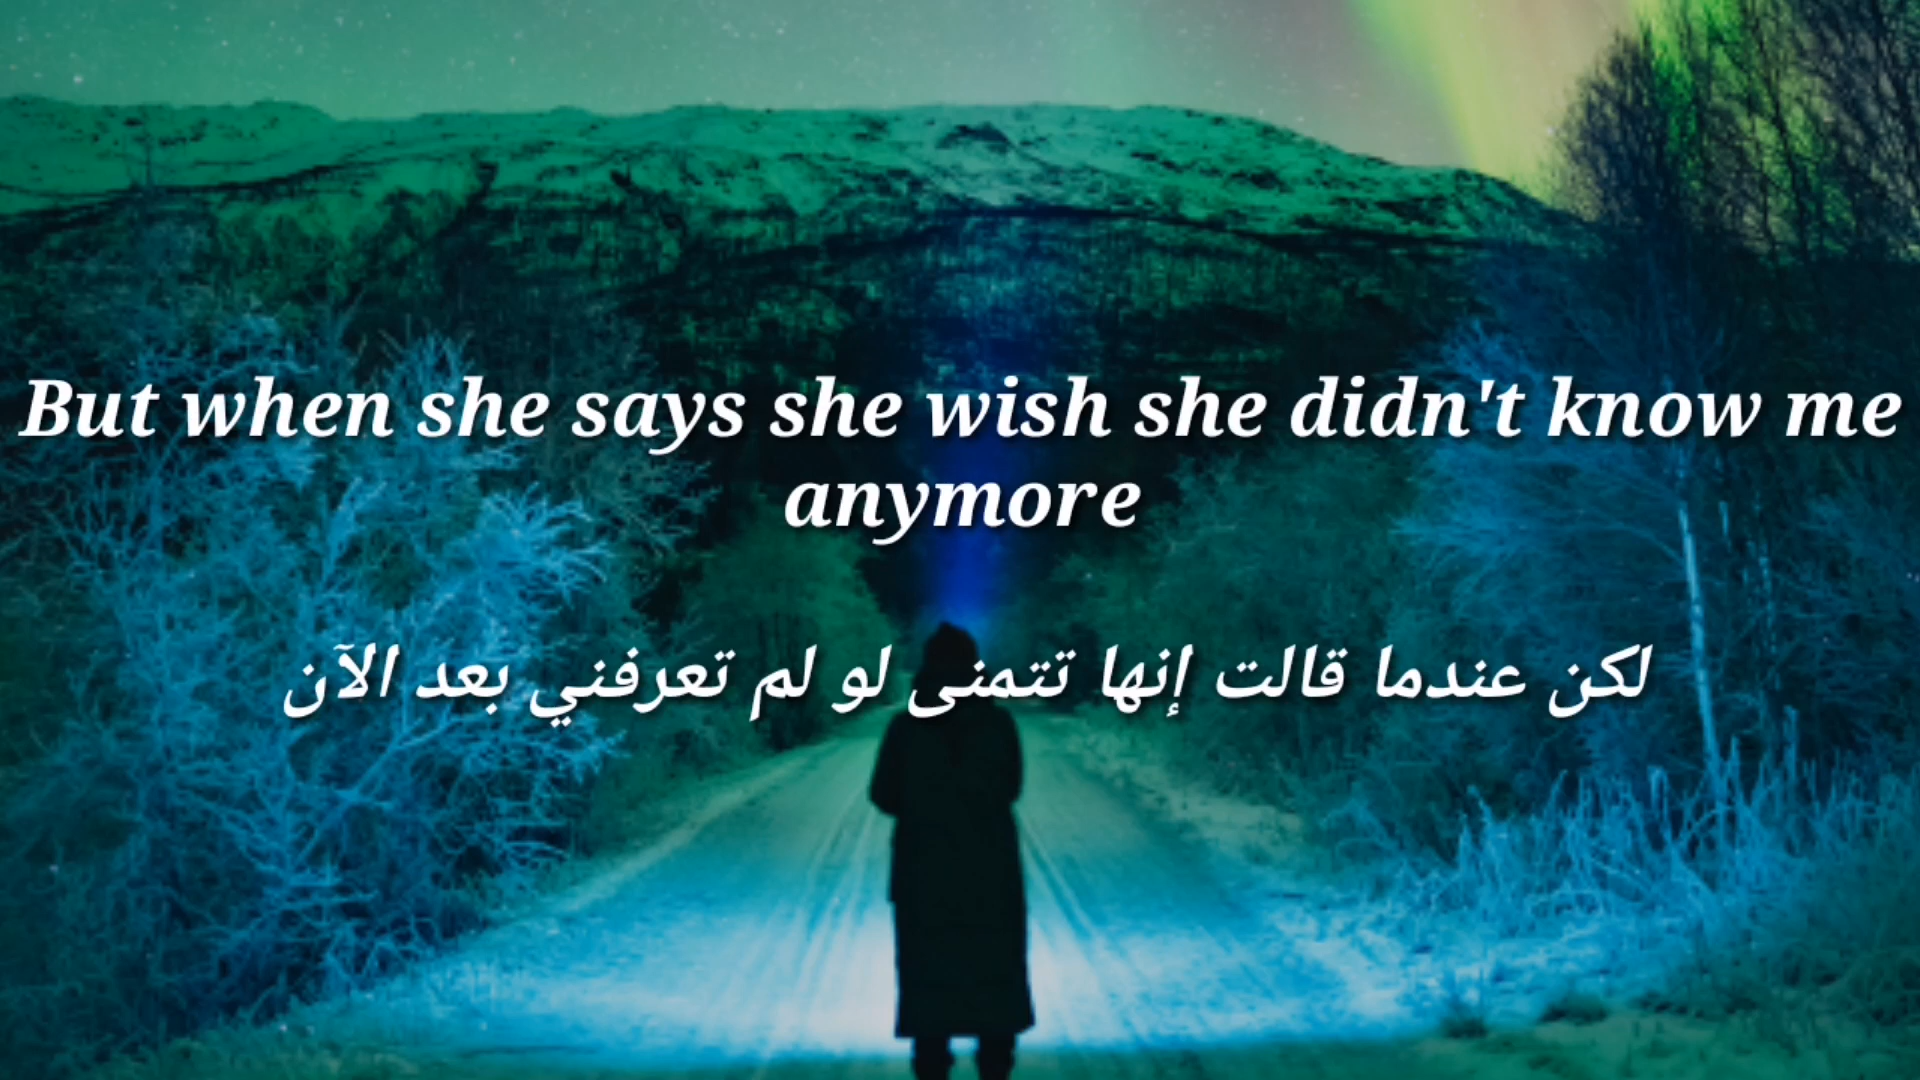 But when she says she wish she didn't know me
anymore
لكن عندما قالت إنها تتمنى لو لم تعرفني بعد الآن